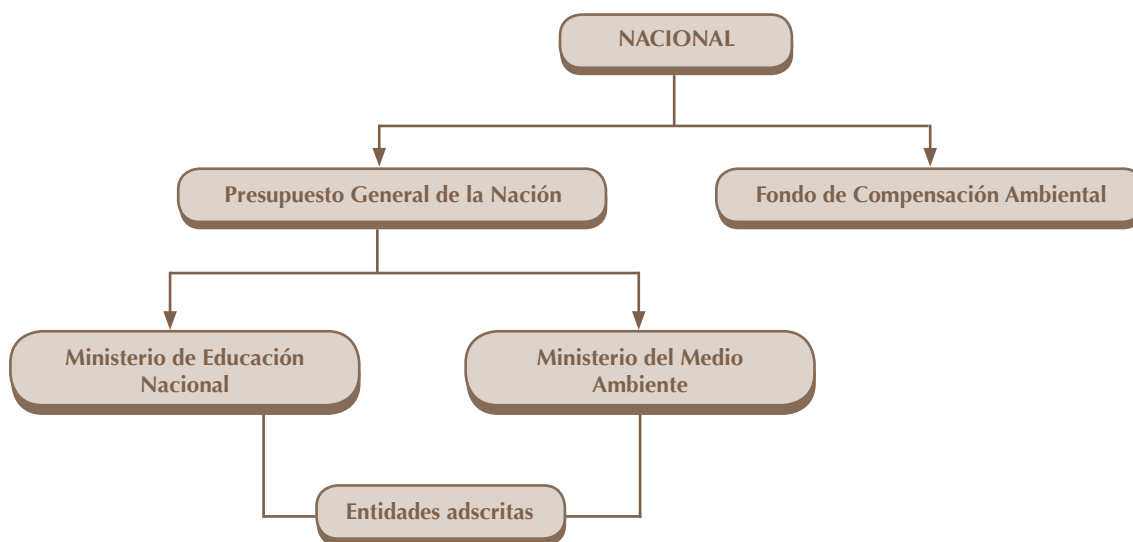 NACIONAL
Presupuesto General de la Nación
Fondo de Compensación Ambiental
Ministerio de Educación
Nacional
Ministerio del Medio
Ambiente
Entidades adscritas